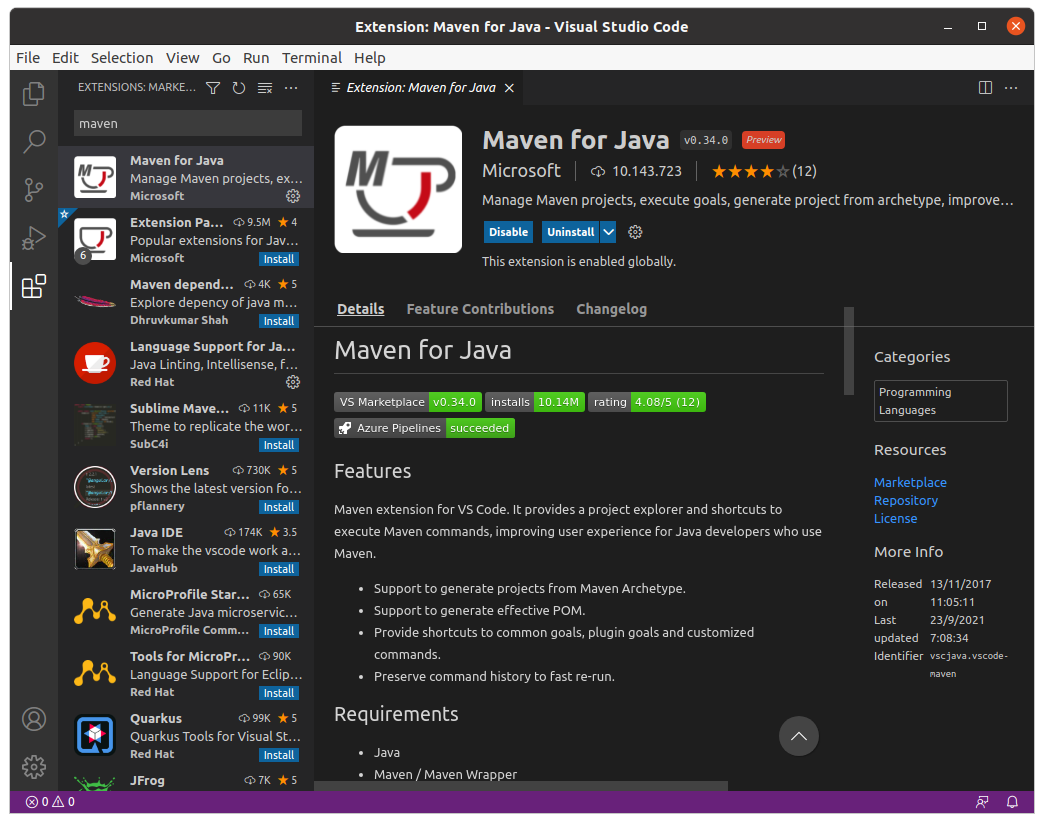 Extension: Maven for Java - Visual Studio Code
File Edit Selection View Go Run Terminal Help
EXTENSIONS: MARKE...
maven
Maven for Java
Manage Maven projects, ex...
Microsoft
Extension Pa... 9.5M 4
Popular extensions for Jav...
6
Microsoft Install
Maven depend... 4K 5
Explore depency of java m...
Dhruvkumar Shah Install
Language Support for Ja...
Java Linting, Intellisense, f...
Red Hat
Sublime Mave... 11K 5
Theme to replicate the wor...
SubC4i Install
Version Lens 730K 5
Shows the latest version fo...
pflannery Install
Java IDE 174K 3.5
To make the vscode work a...
JavaHub Install
MicroProfile Star... 65K
Generate Java microservic...
MicroProfile Comm... Install
Tools for MicroPr... 90K
Language Support for Eclip...
Red Hat Install
Quarkus 99K 5
Quarkus Tools for Visual St...
Red Hat Install
JFrog 7K 5
Extension: Maven for Java
Maven for Java v0.34.0 Preview
Microsoft 10.143.723 (12)
Manage Maven projects, execute goals, generate project from archetype, improve...
Disable Uninstall
This extension is enabled globally.
Details Feature Contributions Changelog
Maven for Java
VS Marketplace v0.34.0 installs 10.14M rating 4.08/5 (12)
Azure Pipelines succeeded
Features
Maven extension for VS Code. It provides a project explorer and shortcuts to
execute Maven commands, improving user experience for Java developers who use
Maven.
• Support to generate projects from Maven Archetype.
• Support to generate effective POM.
• Provide shortcuts to common goals, plugin goals and customized
commands.
• Preserve command history to fast re-run.
Requirements
• Java
• Maven / Maven Wrapper
Categories
Programming
Languages
Resources
Marketplace
Repository
License
More Info
Released 13/11/2017
on 11:05:11
Last 23/9/2021
updated 7:08:34
Identifier vscjava.vscode-
maven
0 0